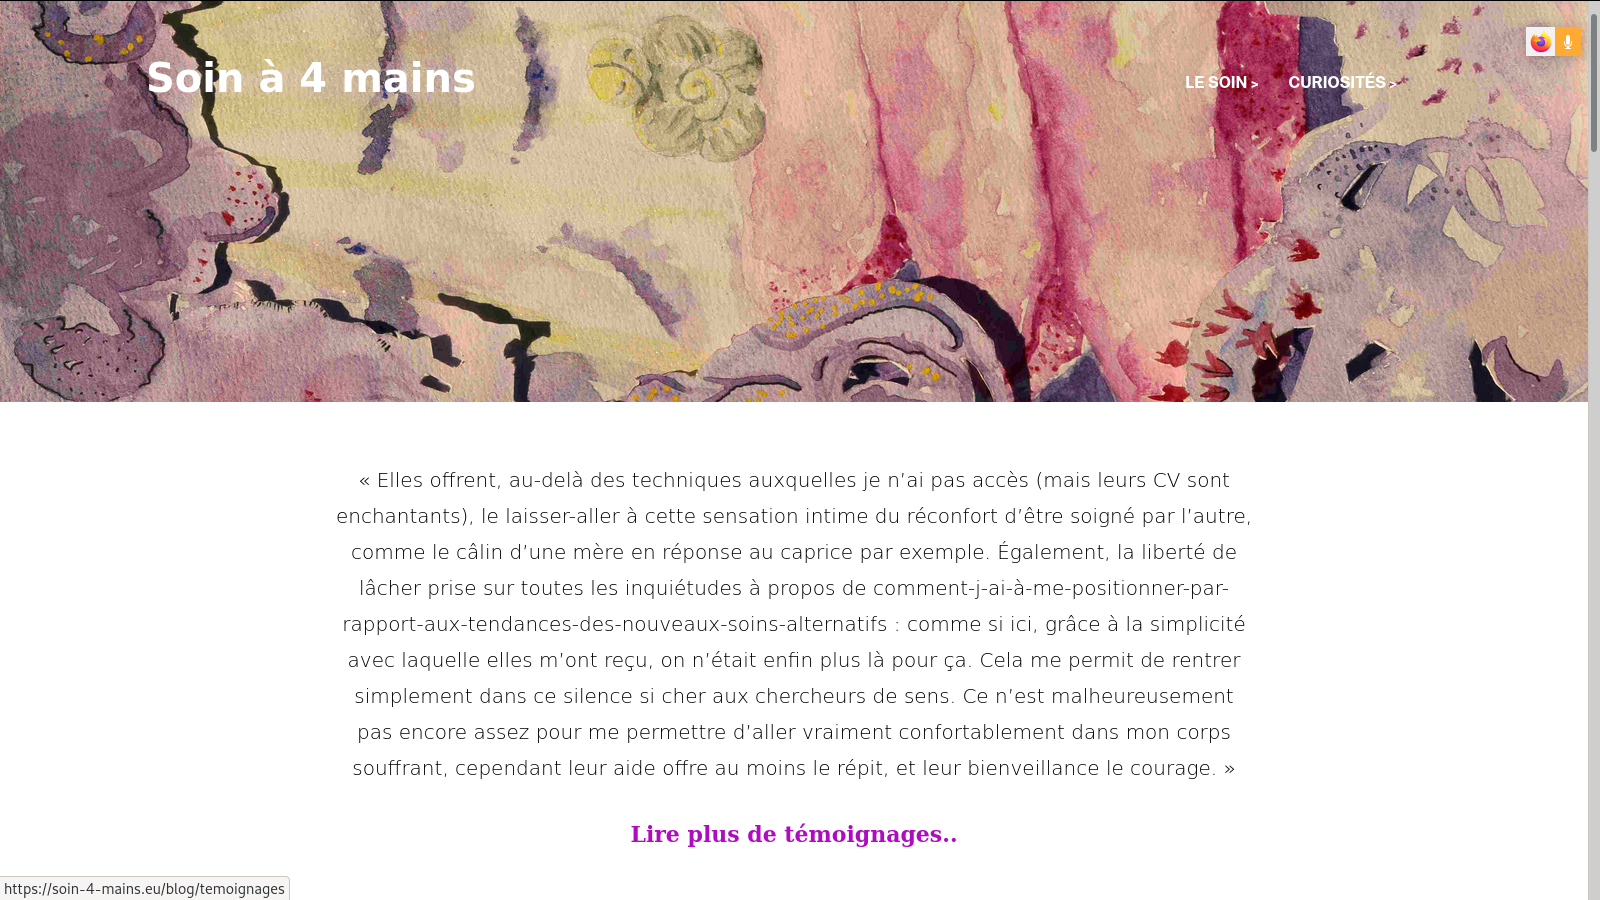 Soin à 4 mains
LE SOIN >
CURIOSITÉS >
« Elles offrent, au-delà des techniques auxquelles je n’ai pas accès (mais leurs CV sont
enchantants), le laisser-aller à cette sensation intime du réconfort d’être soigné par l’autre,
comme le câlin d’une mère en réponse au caprice par exemple. Également, la liberté de
lâcher prise sur toutes les inquiétudes à propos de comment-j-ai-à-me-positionner-par-
rapport-aux-tendances-des-nouveaux-soins-alternatifs : comme si ici, grâce à la simplicité
avec laquelle elles m’ont reçu, on n’était enfin plus là pour ça. Cela me permit de rentrer
simplement dans ce silence si cher aux chercheurs de sens. Ce n’est malheureusement
pas encore assez pour me permettre d’aller vraiment confortablement dans mon corps
souffrant, cependant leur aide offre au moins le répit, et leur bienveillance le courage. »
Lire plus de témoignages..
https://soin-4-mains.eu/blog/temoignages